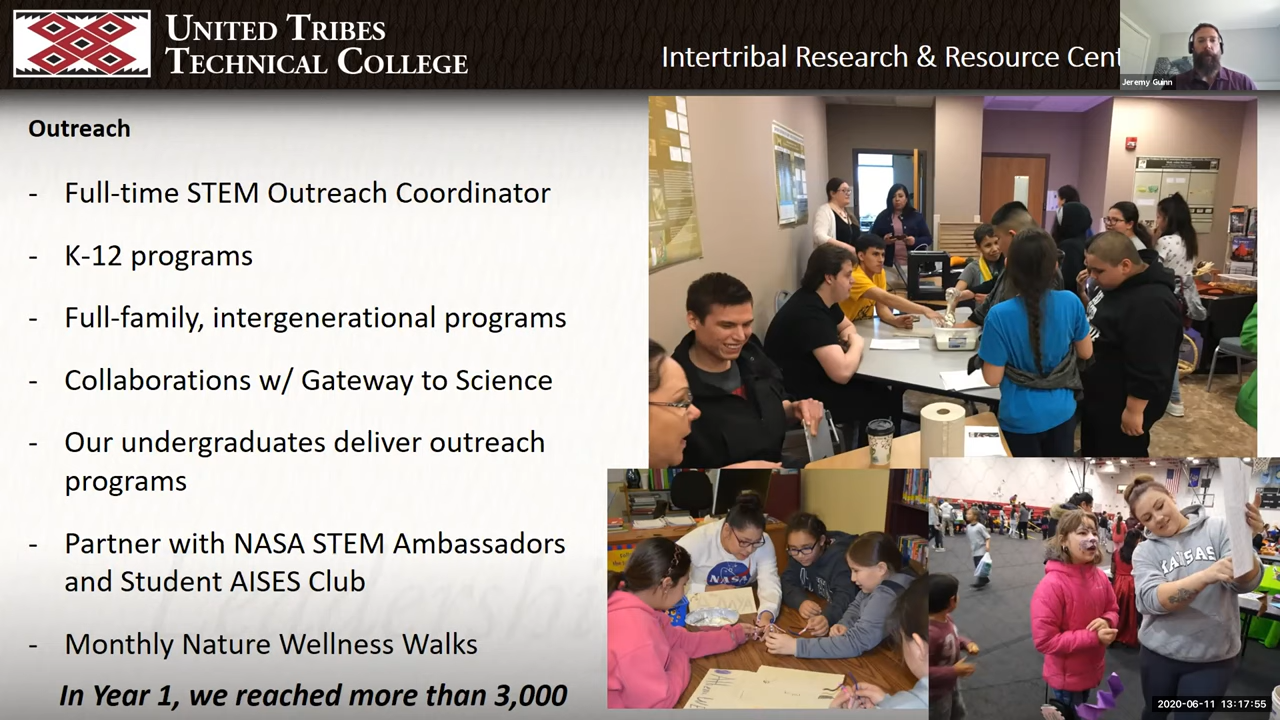 UNITED TRIBES
TECHNICAL COLLEGE
Intertribal Research & Resource Cent
Jeremy Guinn
Outreach
- Full-time STEM Outreach Coordinator
- K-12 programs
- Full-family, intergenerational programs
- Collaborations w/ Gateway to Science
- Our undergraduates deliver outreach
programs
- Partner with NASA STEM Ambassadors
and Student AISES Club
- Monthly Nature Wellness Walks
In Year 1, we reached more than 3,000
NASA
KANSAS
2020-06-11 13:17:55